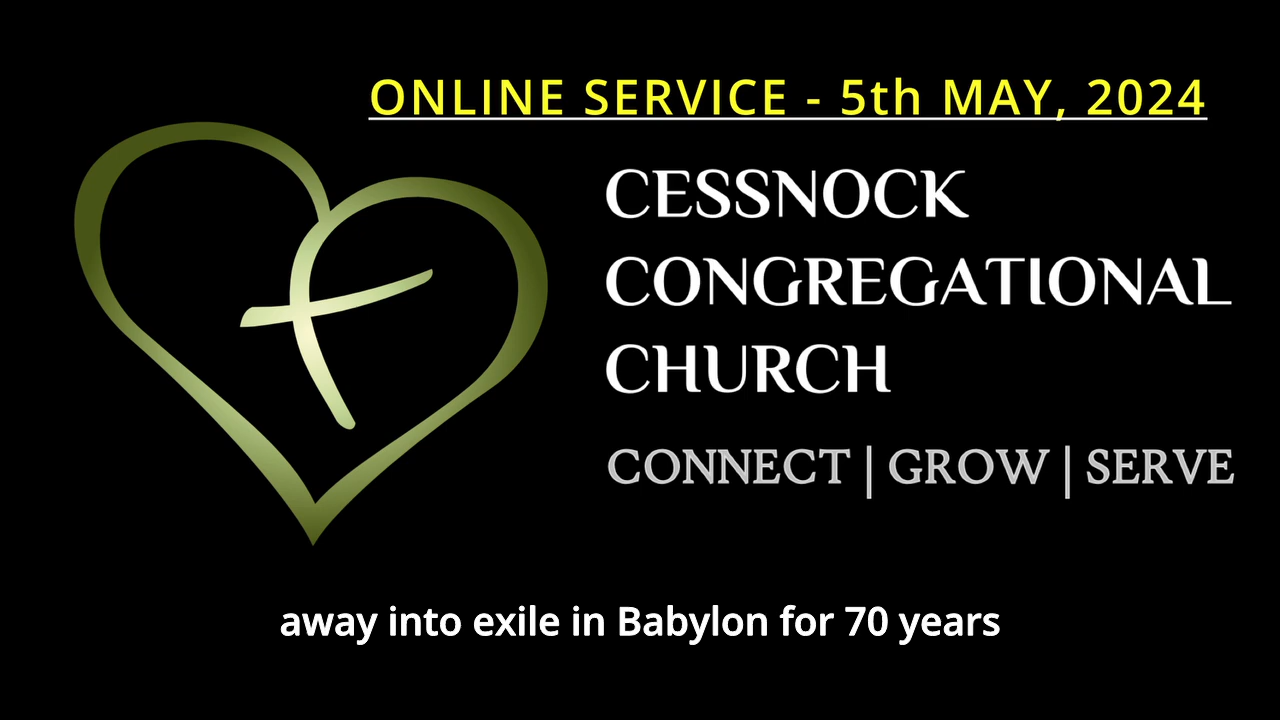 ONLINE SERVICE - 5th MAY, 2024
CESSNOCK
CONGREGATIONAL
CHURCH
CONNECT | GROW | SERVE
away into exile in Babylon for 70 years